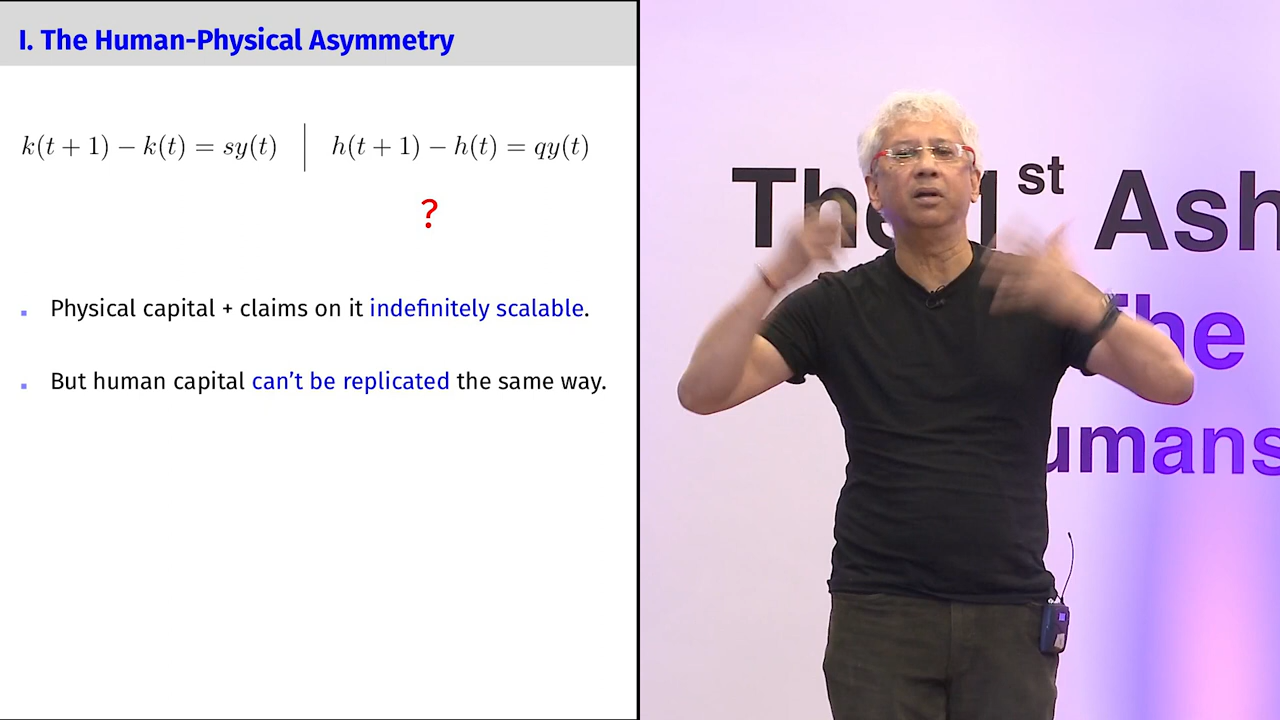 I. The Human-Physical Asymmetry
k(t + 1) − k(t) = sy(t) | h(t + 1) − h(t) = qy(t)
?
▪ Physical capital + claims on it indefinitely scalable.
▪ But human capital can't be replicated the same way.
st Ash